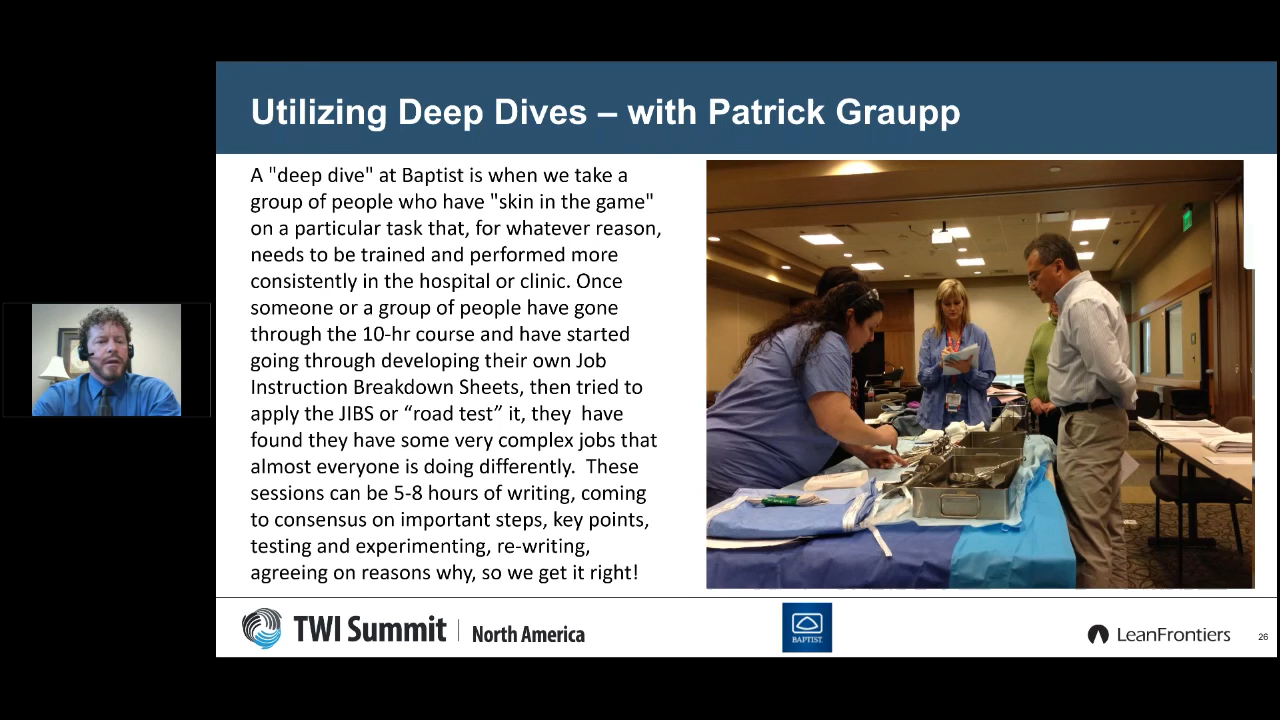 Utilizing Deep Dives – with Patrick Graupp
A "deep dive" at Baptist is when we take a
group of people who have "skin in the game"
on a particular task that, for whatever reason,
needs to be trained and performed more
consistently in the hospital or clinic. Once
someone or a group of people have gone
through the 10-hr course and have started
going through developing their own Job
Instruction Breakdown Sheets, then tried to
apply the JIBS or “road test” it, they  have
found they have some very complex jobs that
almost everyone is doing differently.  These
sessions can be 5-8 hours of writing, coming
to consensus on important steps, key points,
testing and experimenting, re-writing,
agreeing on reasons why, so we get it right!
TWI Summit | North America
BAPTIST
LeanFrontiers
26